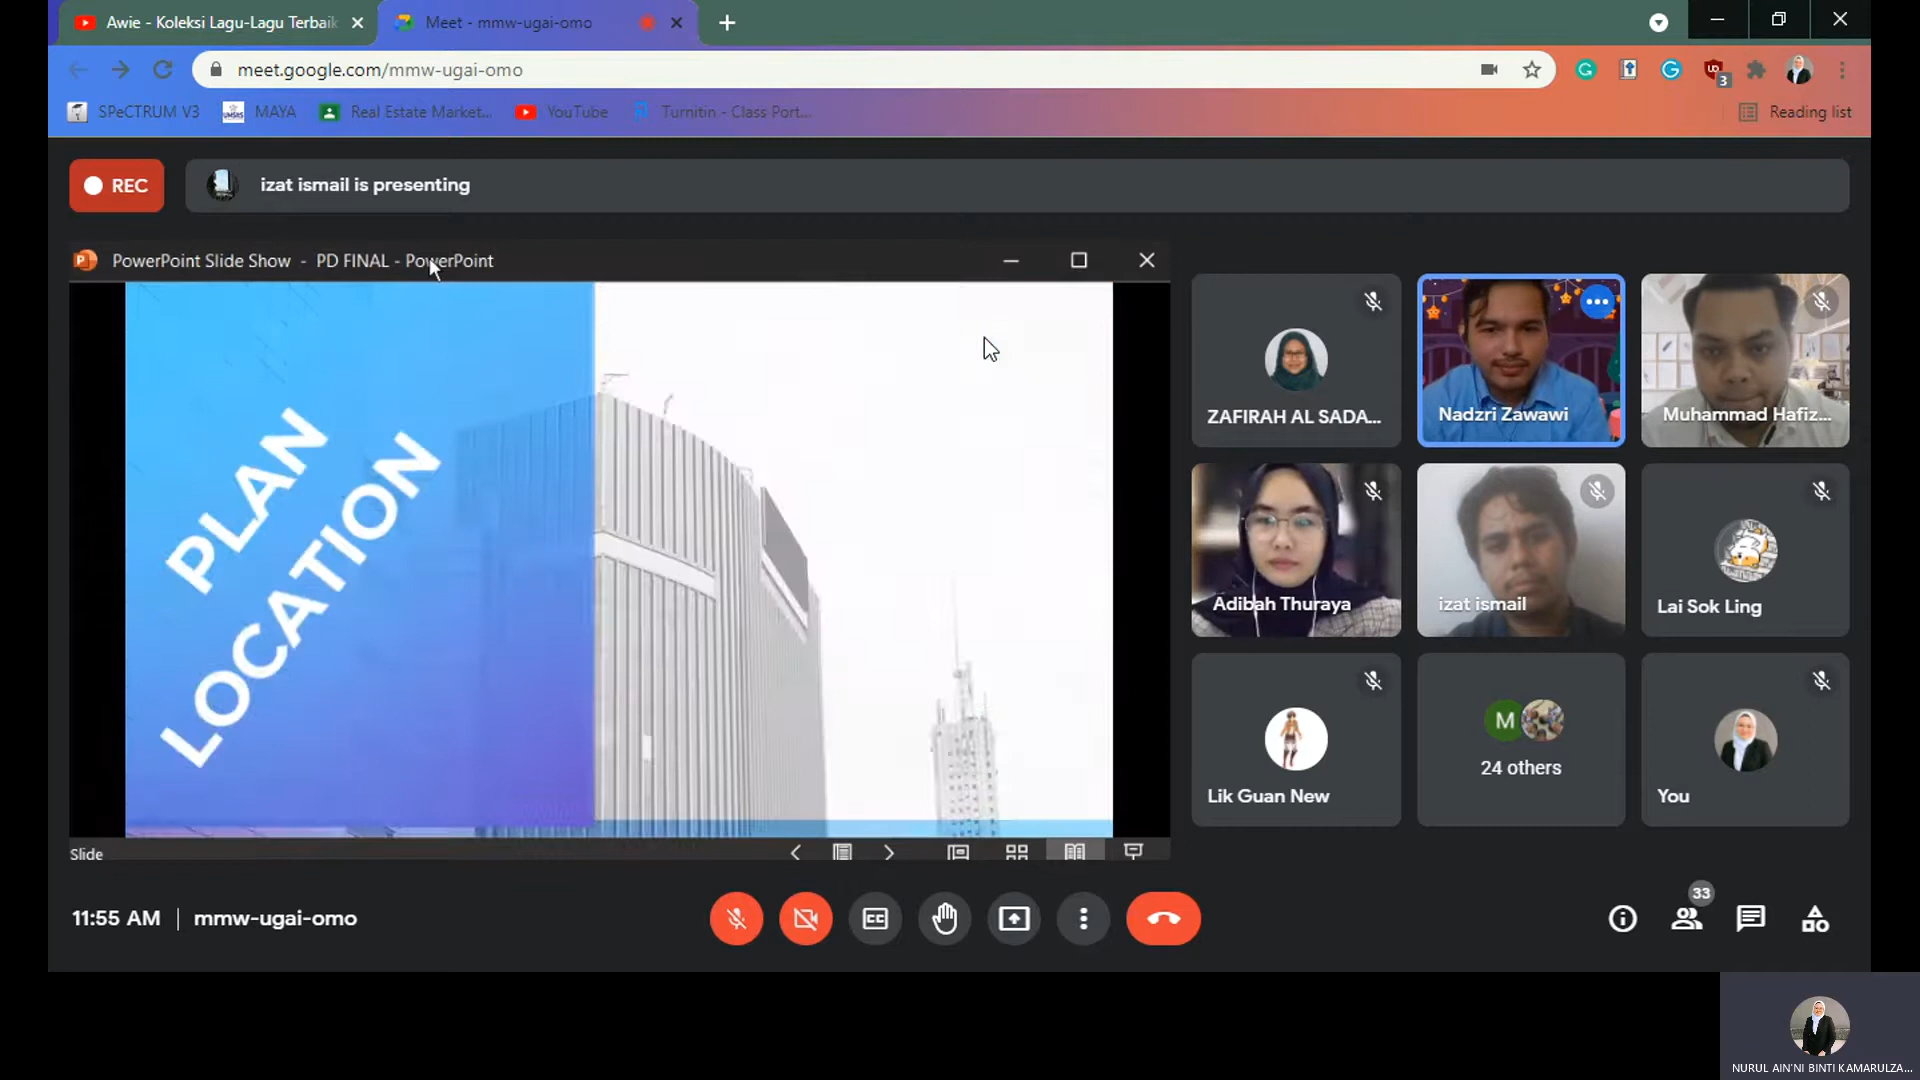 Awie - Koleksi Lagu-Lagu Terbaik
Meet - mmw-ugai-omo
meet.google.com/mmw-ugai-omo
3
SPeCTRUM V3
MAYA
Real Estate Market...
YouTube
Turnitin - Class Port...
Reading list
REC
izat ismail is presenting
PowerPoint Slide Show - PD FINAL - PowerPoint
PLAN
LOCATION
Slide
ZAFIRAH AL SADA...
Nadzri Zawawi
Muhammad Hafiz...
Adibah Thuraya
izat ismail
Lai Sok Ling
Lik Guan New
M
24 others
You
11:55 AM | mmw-ugai-omo
33
NURUL AIN'NI BINTI KAMARULZA...